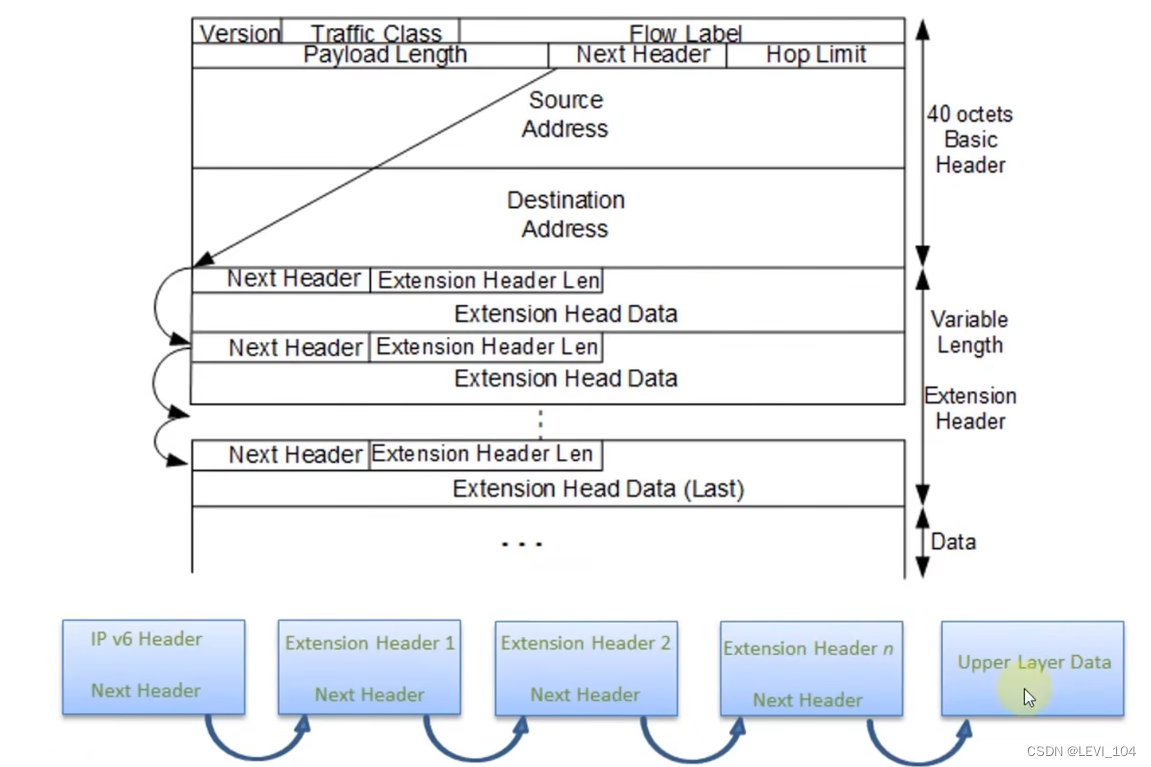 Version Traffic Class Flow Label
Payload Length Next Header Hop Limit
Source
Address
40 octets
Basic
Header
Destination
Address
Next Header Extension Header Len
Extension Head Data
Variable
Length
Next Header Extension Header Len
Extension Head Data
Extension
Header
Next Header Extension Header Len
Extension Head Data (Last)
. . .
Data
IP v6 Header
Next Header
Extension Header 1
Next Header
Extension Header 2
Next Header
Extension Header n
Next Header
Upper Layer Data
CSDN @LEVI_104